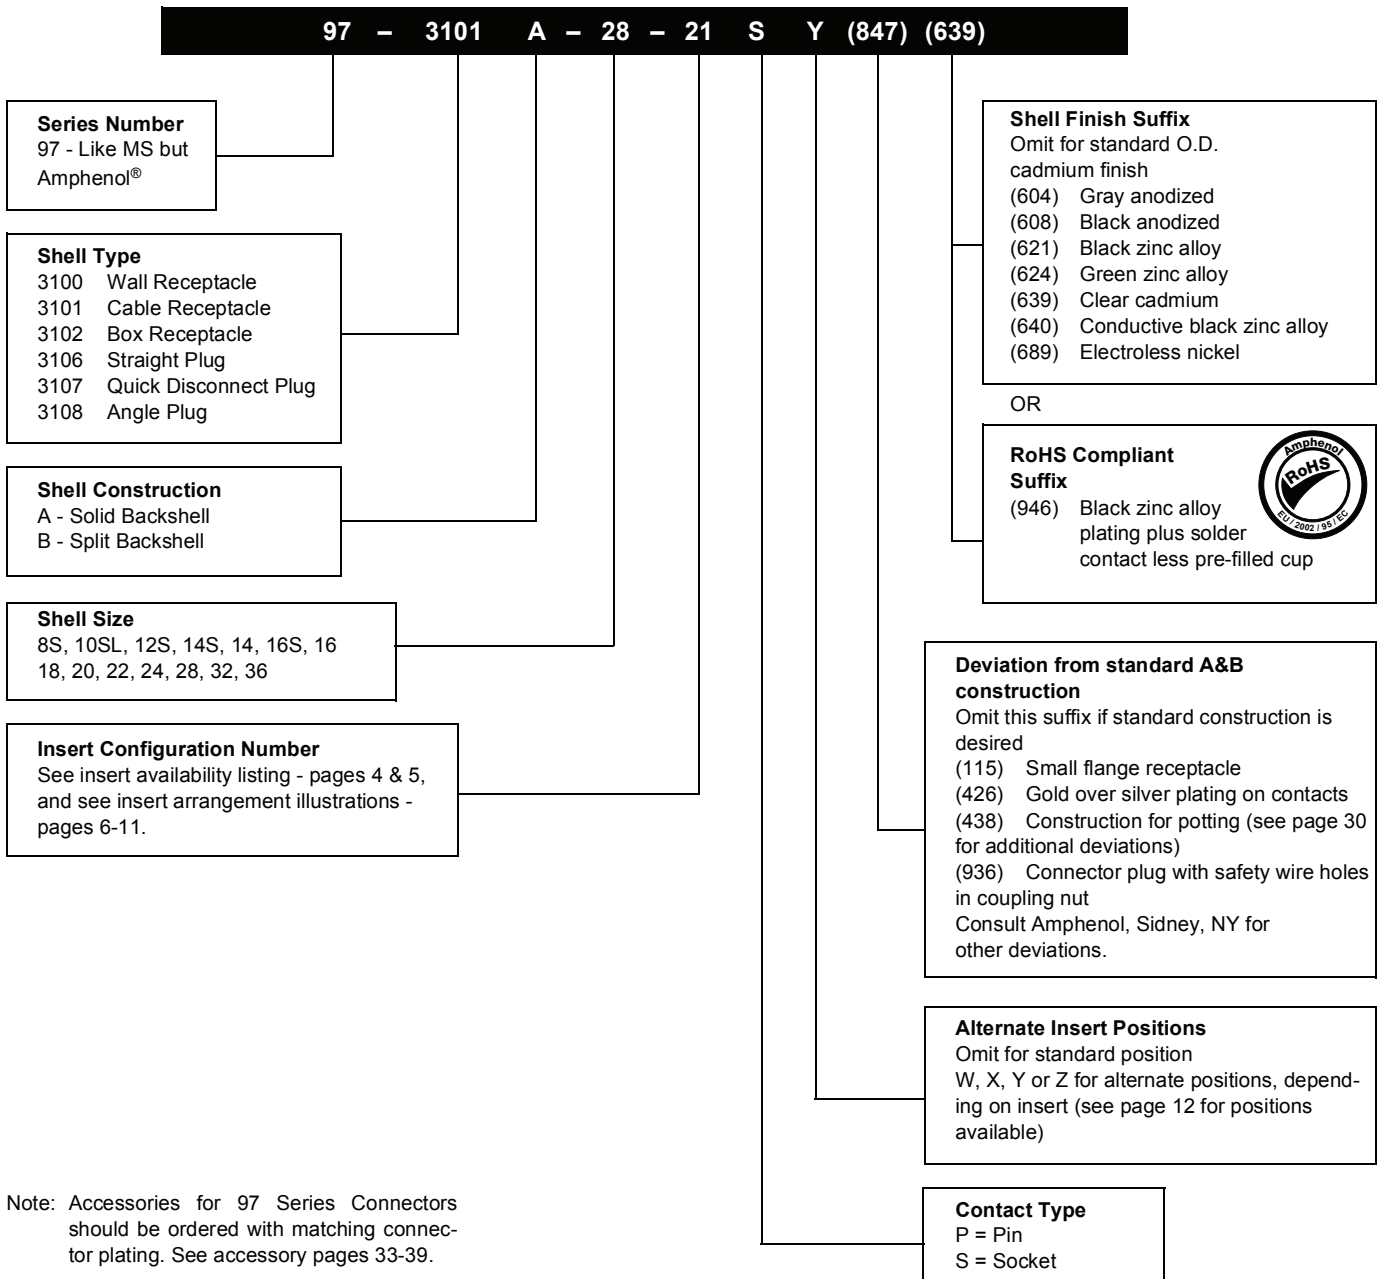 97 – 3101 A – 28 – 21 S Y (847) (639)
Series Number
97 - Like MS but
Amphenol®
Shell Type
3100 Wall Receptacle
3101 Cable Receptacle
3102 Box Receptacle
3106 Straight Plug
3107 Quick Disconnect Plug
3108 Angle Plug
Shell Construction
A - Solid Backshell
B - Split Backshell
Shell Size
8S, 10SL, 12S, 14S, 14, 16S, 16
18, 20, 22, 24, 28, 32, 36
Insert Configuration Number
See insert availability listing - pages 4 & 5,
and see insert arrangement illustrations -
pages 6-11.
Note: Accessories for 97 Series Connectors
should be ordered with matching connec-
tor plating. See accessory pages 33-39.
Shell Finish Suffix
Omit for standard O.D.
cadmium finish
(604) Gray anodized
(608) Black anodized
(621) Black zinc alloy
(624) Green zinc alloy
(639) Clear cadmium
(640) Conductive black zinc alloy
(689) Electroless nickel
OR
RoHS Compliant
Suffix
(946) Black zinc alloy
plating plus solder
contact less pre-filled cup
Amphenol
RoHS
EU / 2002 / 95 / EC
Deviation from standard A&B
construction
Omit this suffix if standard construction is
desired
(115) Small flange receptacle
(426) Gold over silver plating on contacts
(438) Construction for potting (see page 30
for additional deviations)
(936) Connector plug with safety wire holes
in coupling nut
Consult Amphenol, Sidney, NY for
other deviations.
Alternate Insert Positions
Omit for standard position
W, X, Y or Z for alternate positions, depend-
ing on insert (see page 12 for positions
available)
Contact Type
P = Pin
S = Socket